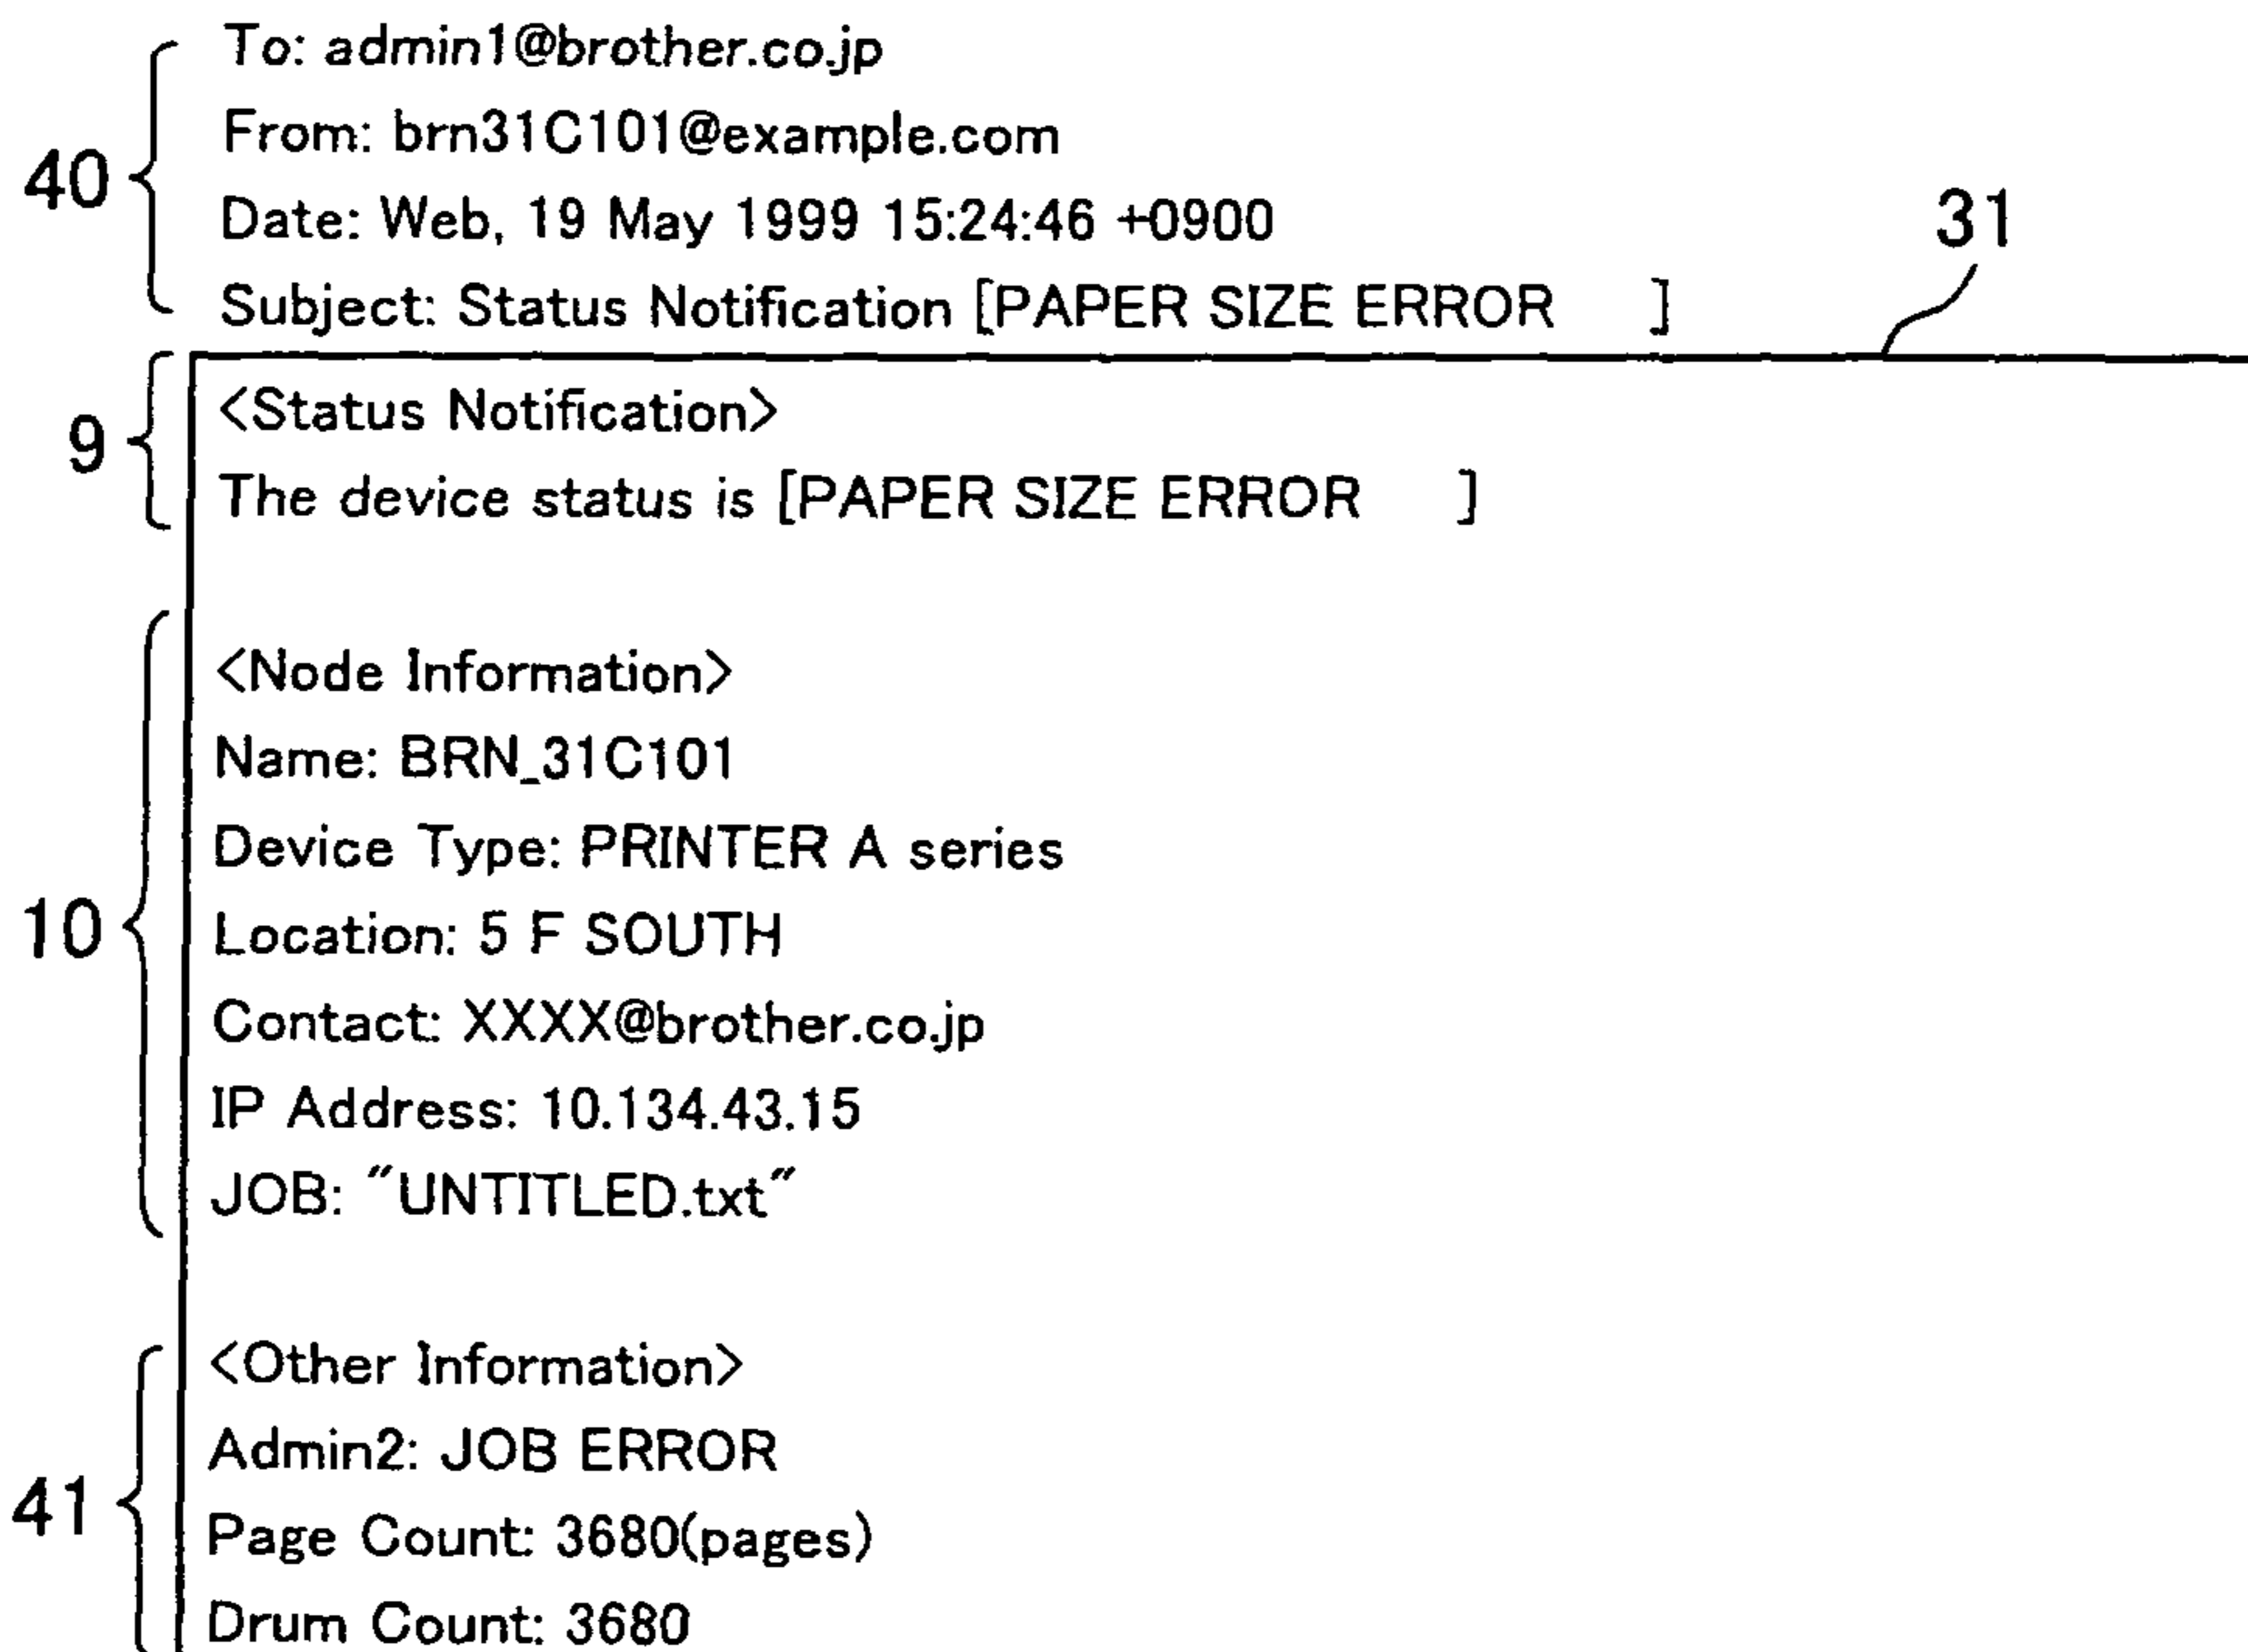 To: admin1@brother.co.jp
From: brn31C101@example.com
40
Date: Web, 19 May 1999 15:24:46 +0900
31
Subject: Status Notification [PAPER SIZE ERROR ]
<Status Notification>
9
The device status is [PAPER SIZE ERROR ]
<Node Information>
Name: BRN_31C101
Device Type: PRINTER A series
10
Location: 5 F SOUTH
Contact: XXXX@brother.co.jp
IP Address: 10.134.43.15
JOB: "UNTITLED.txt"
<Other Information>
Admin2: JOB ERROR
41
Page Count: 3680(pages)
Drum Count: 3680